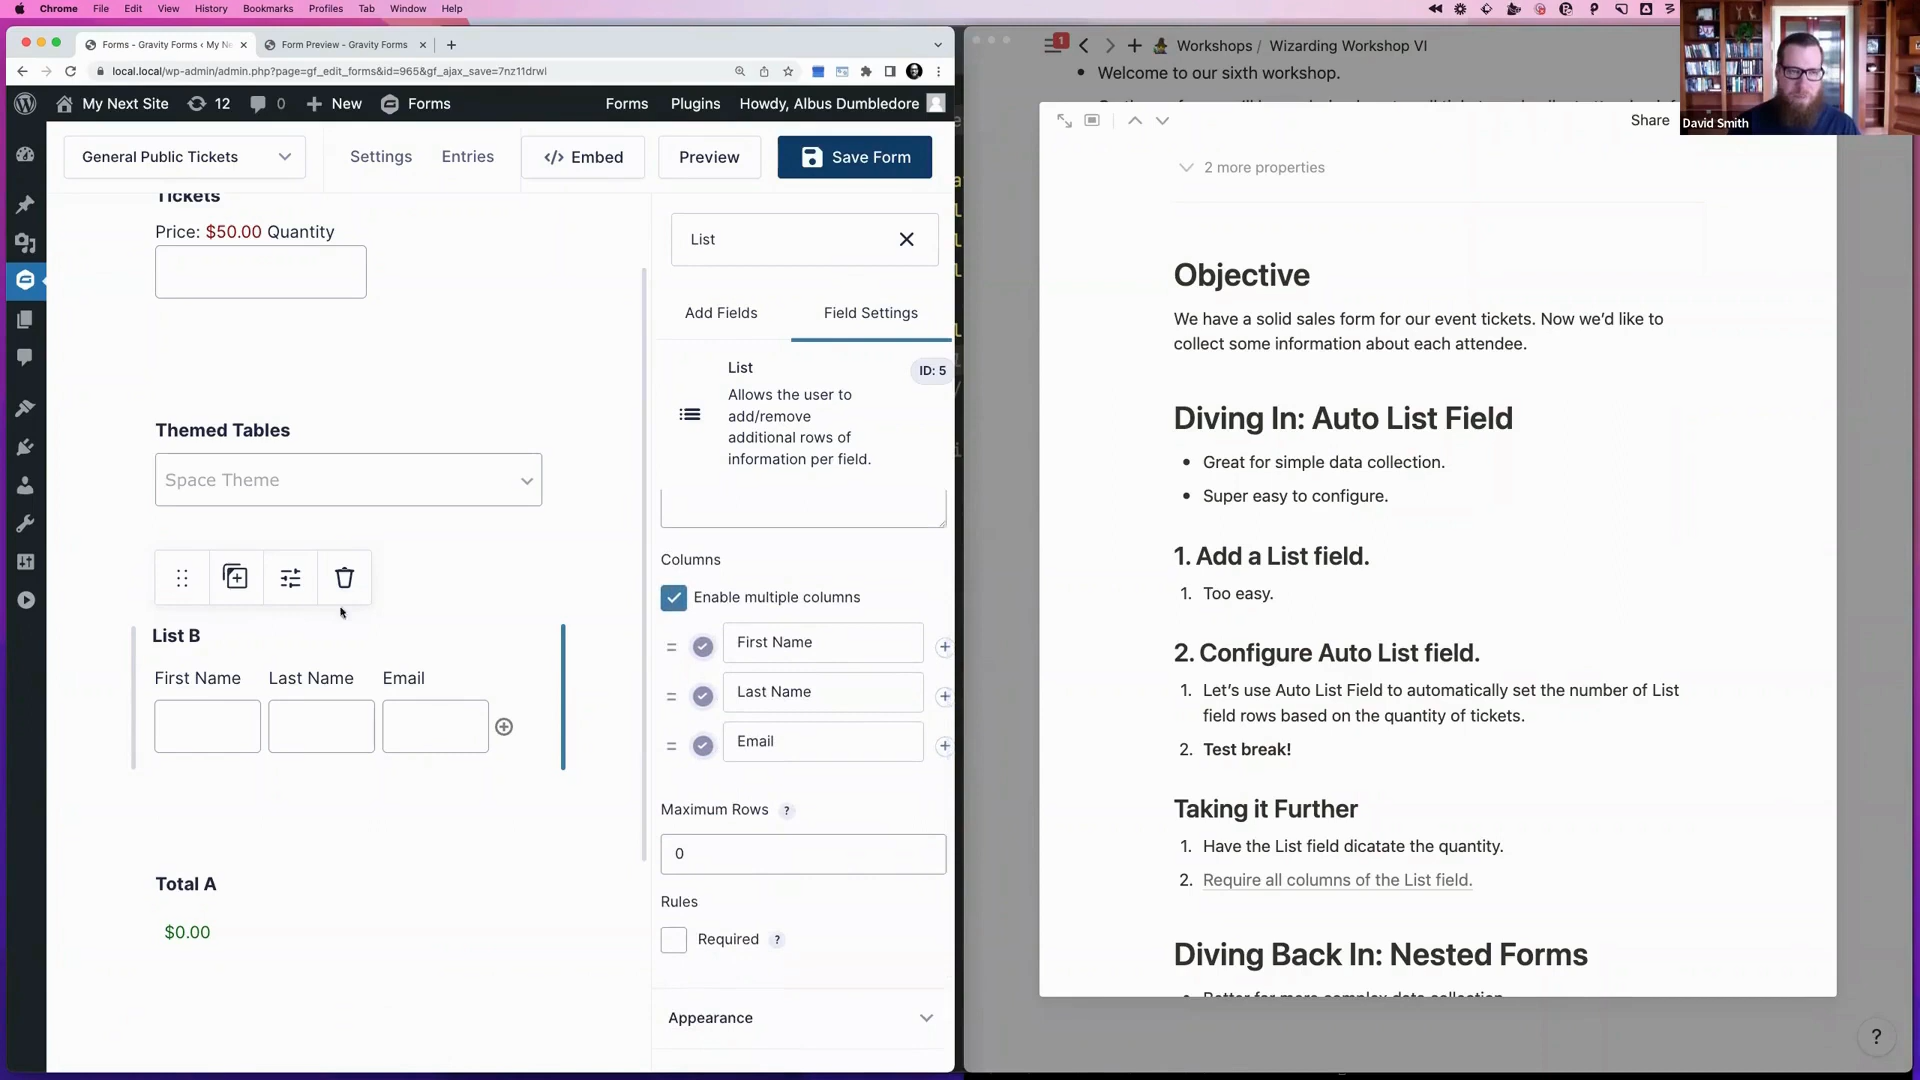 Chrome File Edit View History Bookmarks Profiles Tab Window Help
Forms - Gravity Forms ‹ My Ne
Form Preview - Gravity Forms
local.local/wp-admin/admin.php?page=gf_edit_forms&id=965&gf_ajax_save=7nz11drwl
My Next Site 12 0 New Forms Forms Plugins Howdy, Albus Dumbledore
General Public Tickets Settings Entries Embed Preview Save Form
Tickets
Price: $50.00 Quantity
Themed Tables
Space Theme
List B
First Name Last Name Email
Total A
$0.00
List
Add Fields Field Settings
List
ID: 5
Allows the user to
add/remove
additional rows of
information per field.
Columns
Enable multiple columns
First Name
Last Name
Email
Maximum Rows ?
0
Rules
Required ?
Appearance
1
Workshops / Wizarding Workshop VI
Welcome to our sixth workshop.
David Smith
Share
2 more properties
Objective
We have a solid sales form for our event tickets. Now we’d like to
collect some information about each attendee.
Diving In: Auto List Field
Great for simple data collection.
Super easy to configure.
1. Add a List field.
1. Too easy.
2. Configure Auto List field.
1. Let’s use Auto List Field to automatically set the number of List
field rows based on the quantity of tickets.
2. Test break!
Taking it Further
1. Have the List field dicatate the quantity.
2. Require all columns of the List field.
Diving Back In: Nested Forms
?